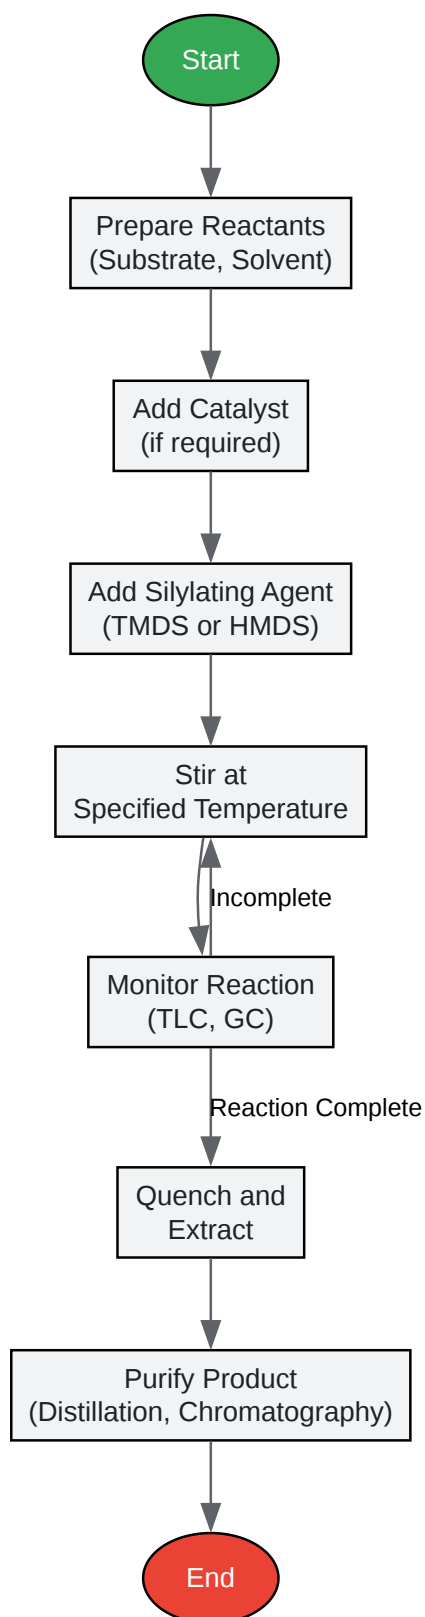 Start
Prepare Reactants
(Substrate, Solvent)
Add Catalyst
(if required)
Add Silylating Agent
(TMDS or HMDS)
Stir at
Specified Temperature
Incomplete
Monitor Reaction
(TLC, GC)
Reaction Complete
Quench and
Extract
Purify Product
(Distillation, Chromatography)
End